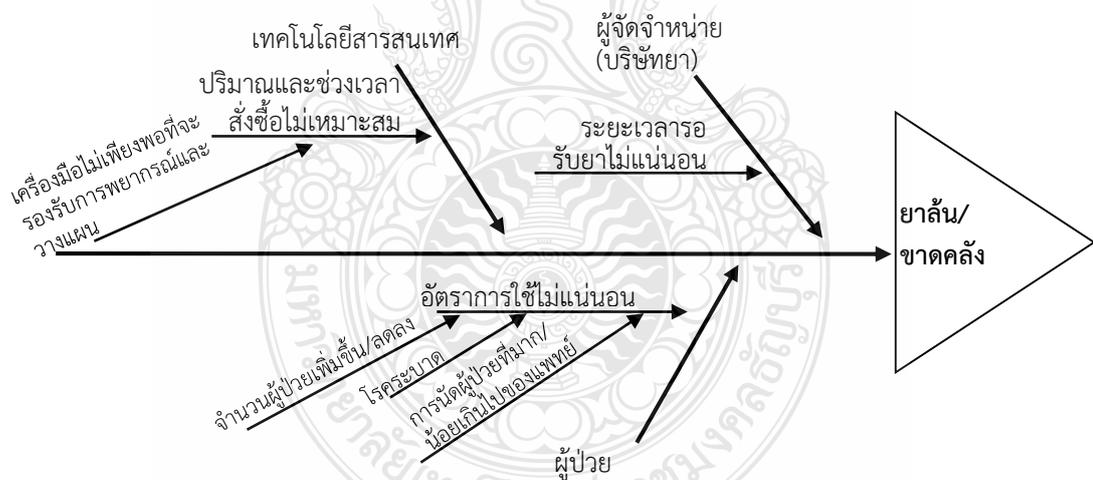 เทคโนโลยีสารสนเทศ
ปริมาณและช่วงเวลา
สั่งซื้อไม่เหมาะสม
เครื่องมือไม่เพียงพอที่จะ
รองรับการพยากรณ์และ
วางแผน
ผู้จัดจำหน่าย
(บริษัทยา)
ระยะเวลารอ
รับยาไม่แน่นอน
ยาล้น/
ขาดคลัง
อัตราการใช้ไม่แน่นอน
จำนวนผู้ป่วยเพิ่มขึ้น/ลดลง
โรคระบาด
การนัดผู้ป่วยที่มาก/
น้อยเกินไปของแพทย์
ผู้ป่วย